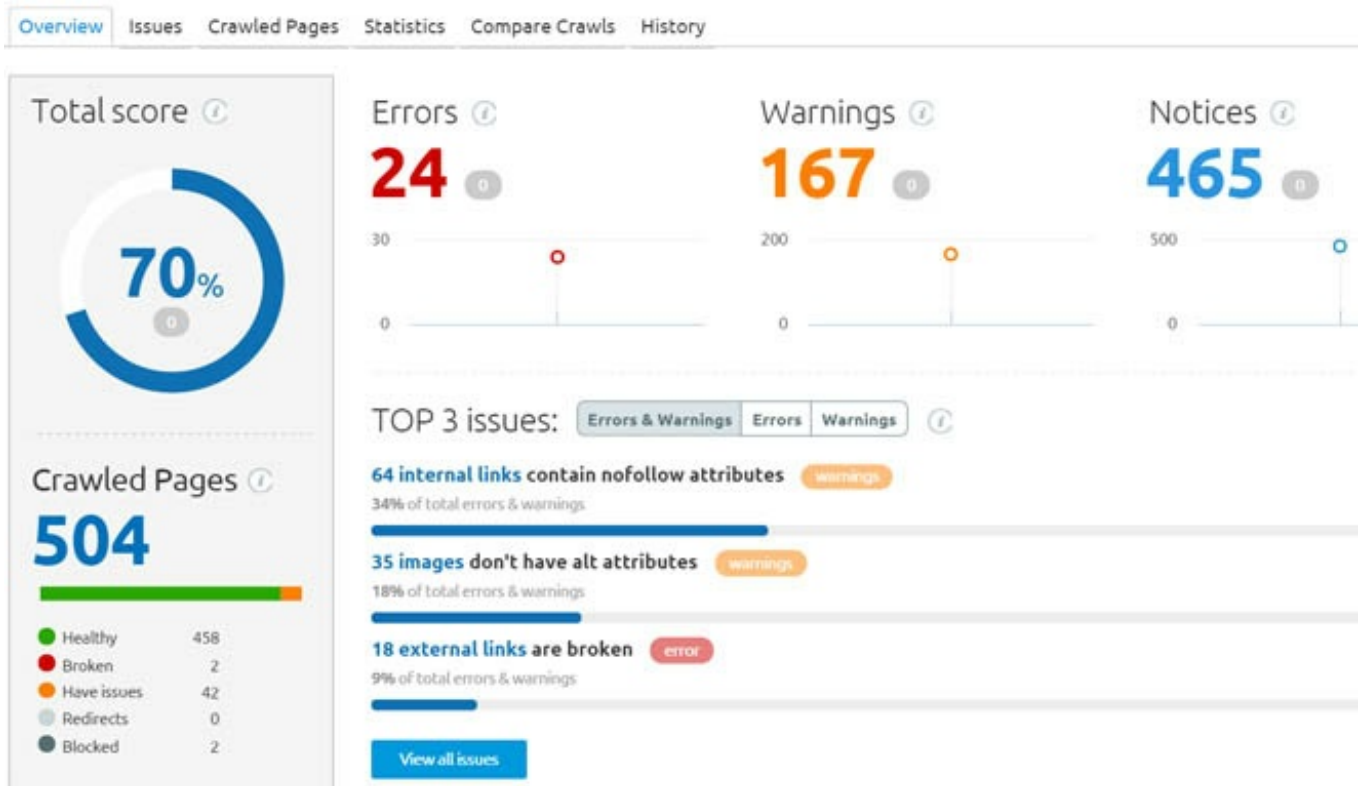 Overview Issues Crawled Pages Statistics Compare Crawls History
Total score
70%
0
Crawled Pages
504
Healthy 458
Broken 2
Have issues 42
Redirects 0
Blocked 2
Errors
24 0
30
0
Warnings
167 0
200
0
Notices
465 0
500
0
TOP 3 issues: Errors & Warnings Errors Warnings
64 internal links contain nofollow attributes warnings
34% of total errors & warnings
35 images don't have alt attributes warnings
18% of total errors & warnings
18 external links are broken error
9% of total errors & warnings
View all issues